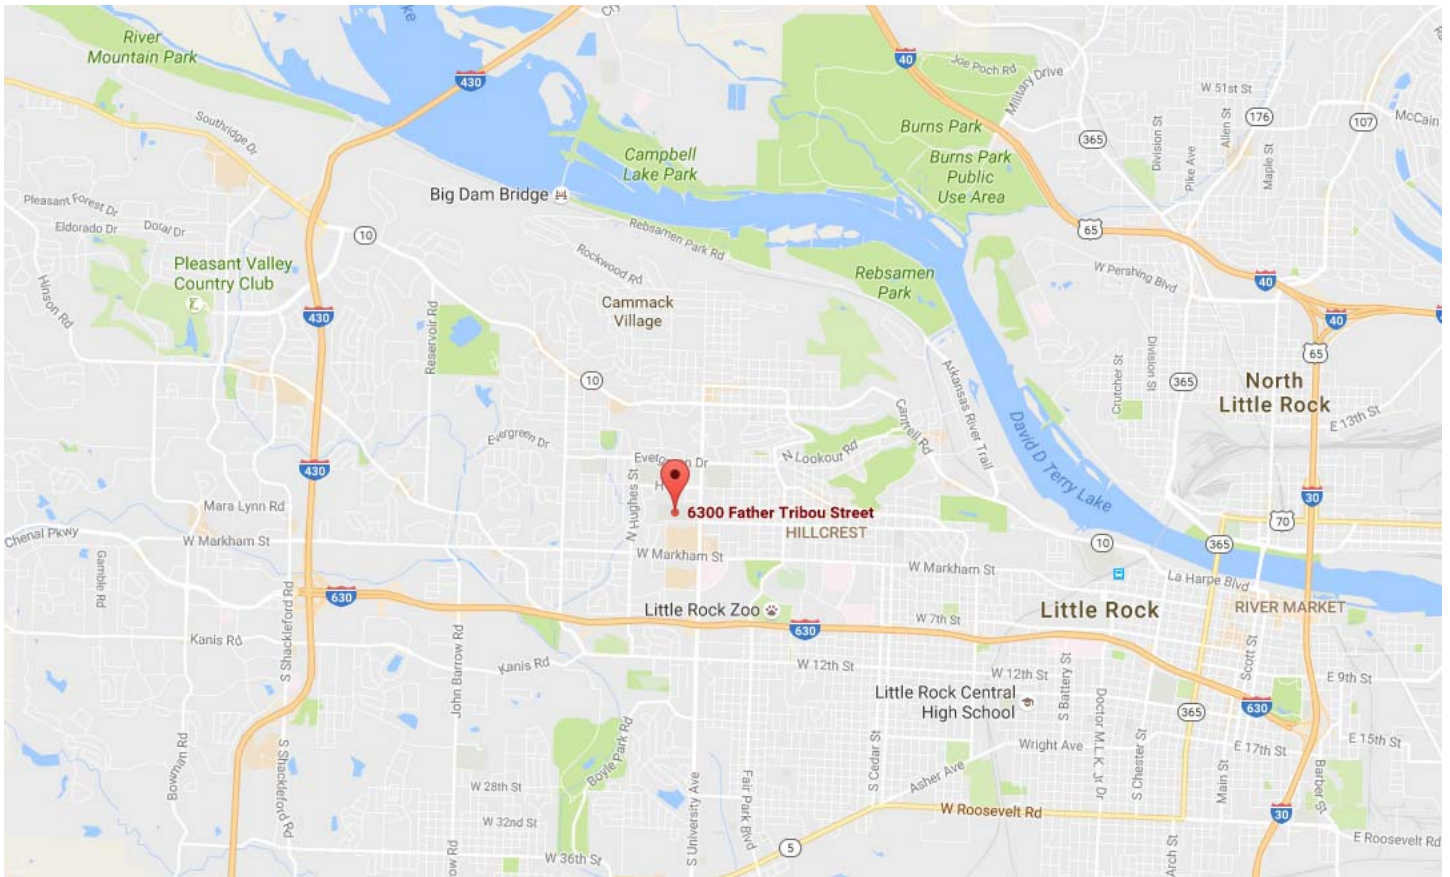 River
Mountain Park
430
40
Joe Poch Rd
Military Drive
W 51st St
176
Allen St
107
McCain
Southridge Dr
Burns Park
365
Division St
Pike Ave
Maple St
Campbell
Lake Park
Burns Park
Public
Use Area
Big Dam Bridge
Pleasant Forest Dr
Eldorado Dr
Doral Dr
10
Rebsamen Park Rd
65
Pleasant Valley
Country Club
Rockwood Rd
Rebsamen
Park
W Pershing Blvd
40
Hinson Rd
430
Reservoir Rd
Cammack
Village
40
65
Division St
Crutcher St
365
Arkansas River Trail
10
North
Little Rock
E 13th St
Cantrell Rd
David D Terry Lake
Evergreen Dr
N Lookout Rd
430
N Hughes St
6300 Father Tribou Street
HILLCREST
30
70
Mara Lynn Rd
Chenal Pkwy
W Markham St
W Markham St
W Markham St
10
365
La Harpe Blvd
Gamble Rd
630
Little Rock Zoo
630
W 7th St
Little Rock
RIVER MARKET
Kanis Rd
S Shackleford Rd
John Barrow Rd
Kanis Rd
W 12th St
W 12th St
S Battery St
Scott St
E 9th St
Little Rock Central
High School
365
630
Doctor M.L.K. Jr Dr
Bowman Rd
S Shackleford Rd
Boyle Park Rd
S Cedar St
Wright Ave
S Chester St
E 17th St
E 15th St
W 28th St
S University Ave
Fair Park Blvd
Asher Ave
Main St
Barber St
W 32nd St
W Roosevelt Rd
30
E Roosevelt Rd
W 36th St
5
Arch St